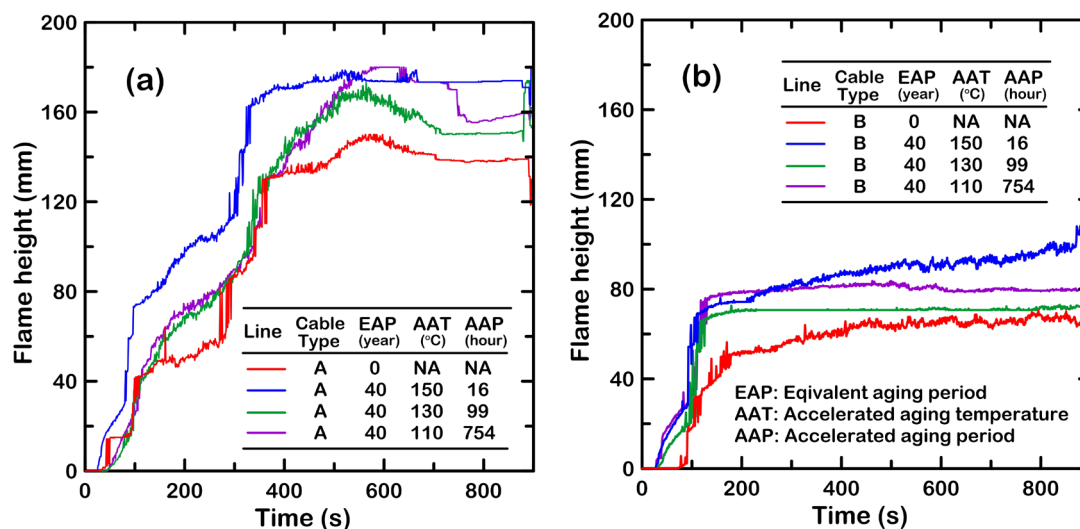 (a)
Flame height (mm)
200
160
120
80
40
0
0 200 400 600 800
Time (s)
Line Cable Type EAP (year) AAT (°C) AAP (hour)
A 0 NA NA
A 40 150 16
A 40 130 99
A 40 110 754
(b)
Flame height (mm)
200
160
120
80
40
0
0 200 400 600 800
Time (s)
Line Cable Type EAP (year) AAT (°C) AAP (hour)
B 0 NA NA
B 40 150 16
B 40 130 99
B 40 110 754
EAP: Eqivalent aging period
AAT: Accelerated aging temperature
AAP: Accelerated aging period